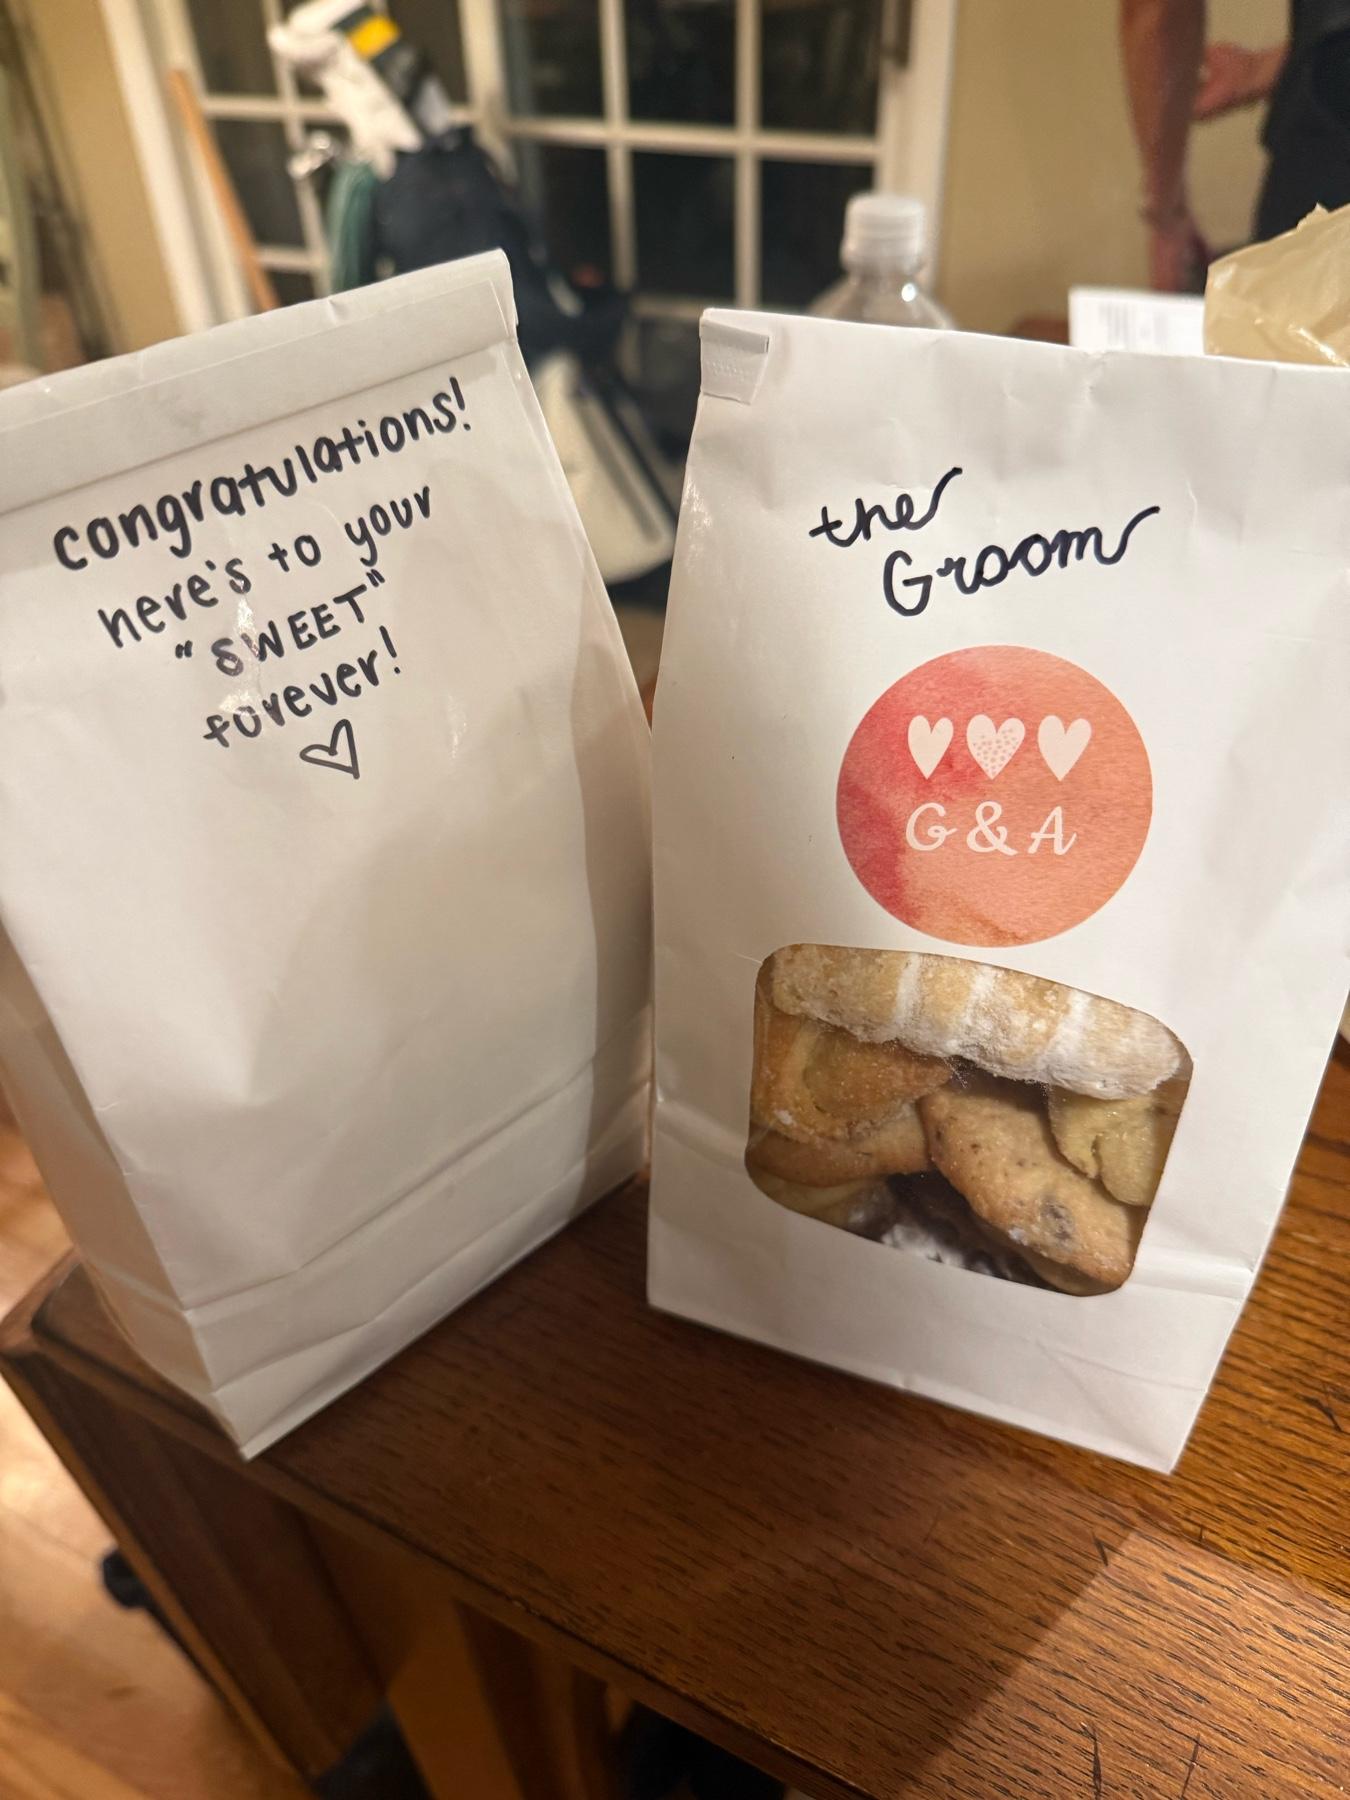 congratulations!
here's to your
"SWEET"
forever!
the
Groom
G & A